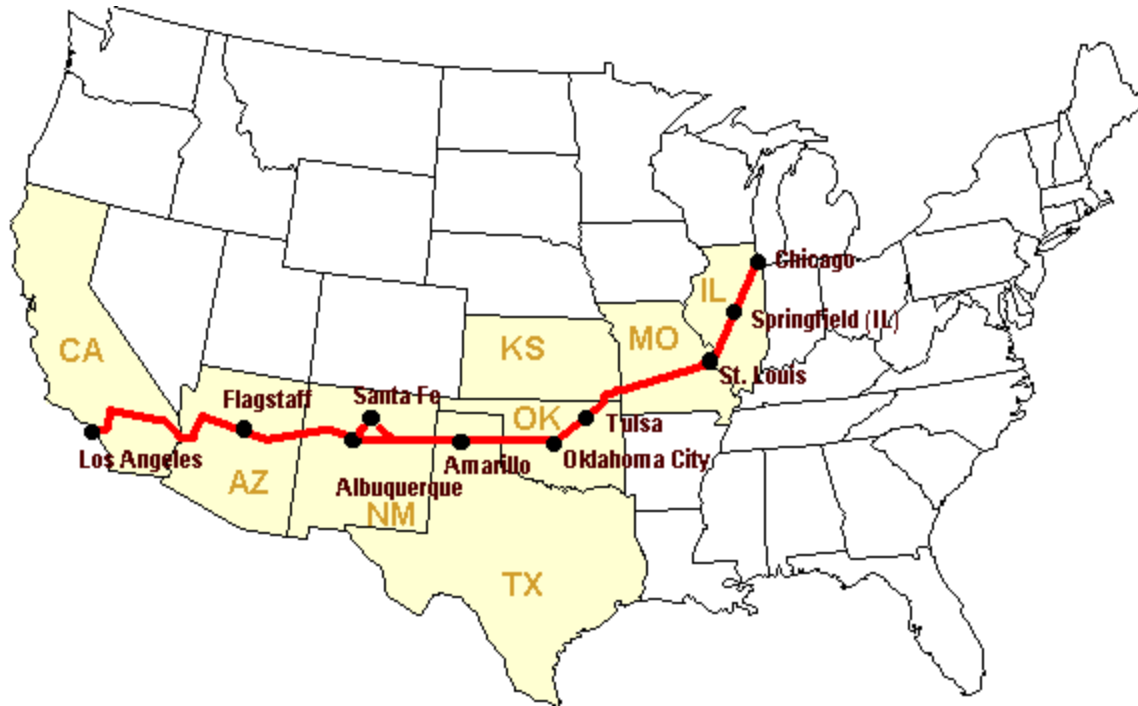 Chicago
IL
Springfield (IL)
MO
KS
CA
St. Louis
Santa Fe
Flagstaff
OK
Tulsa
Los Angeles
Amarillo
Oklahoma City
AZ
Albuquerque
NM
TX